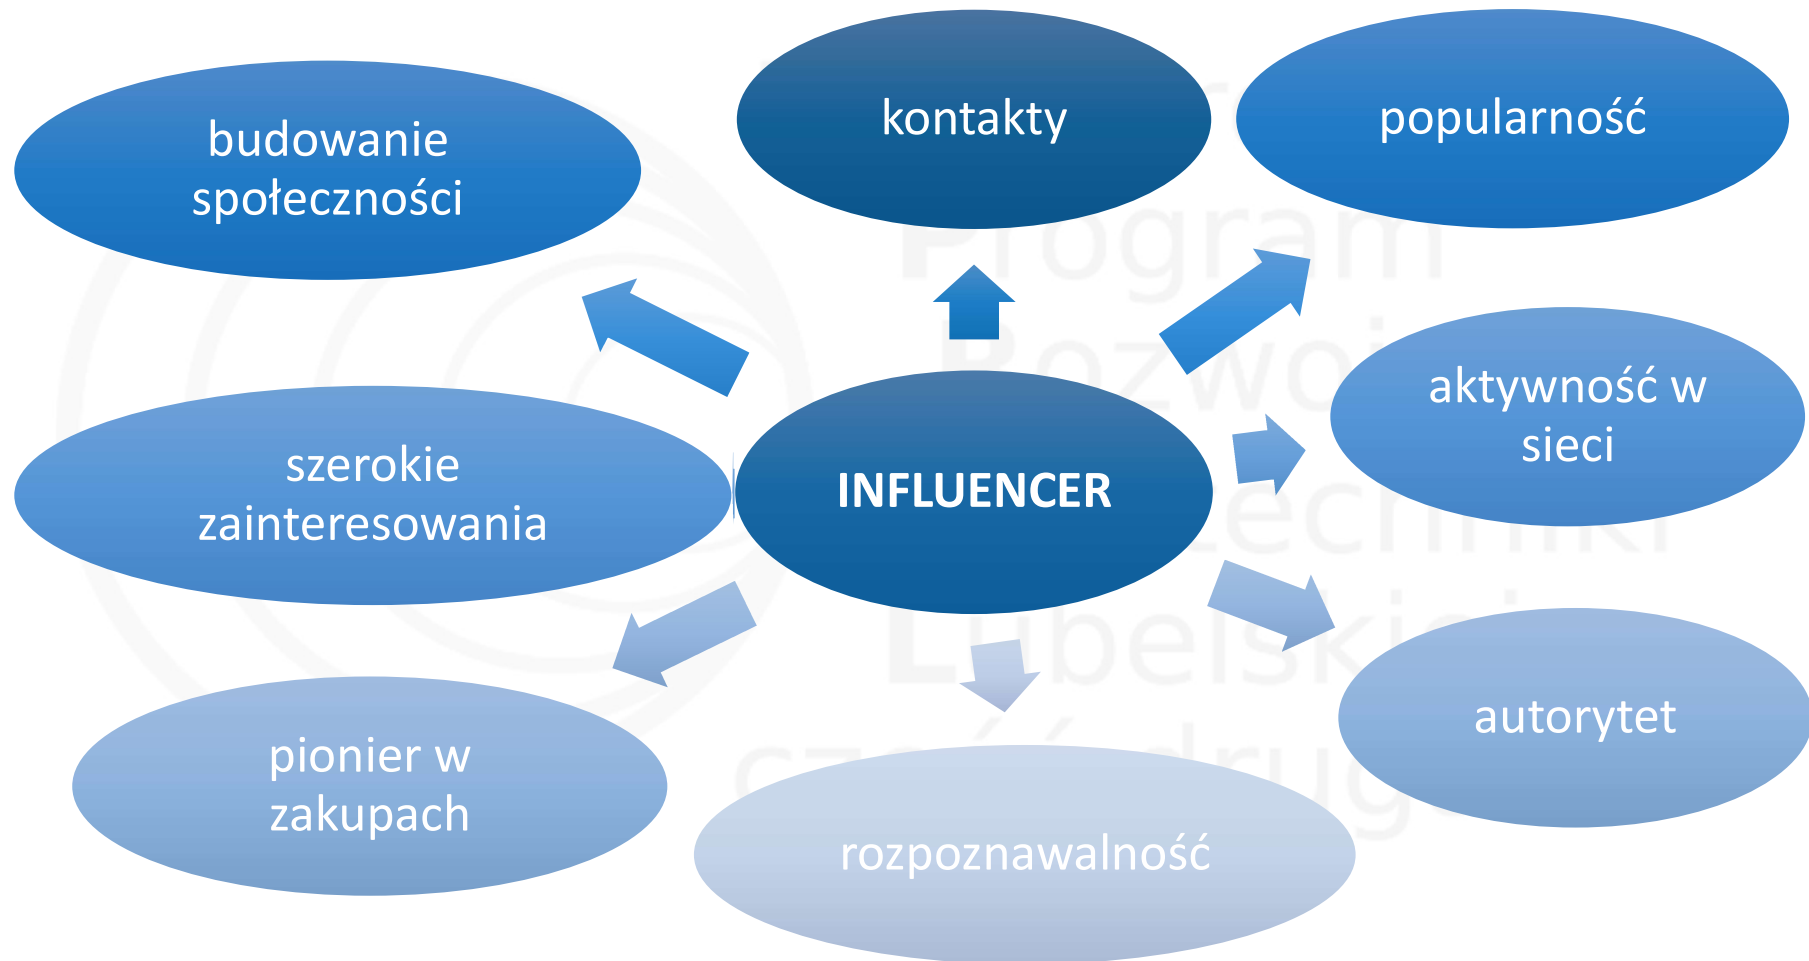 kontakty
popularność
budowanie
społeczności
aktywność w
sieci
szerokie
zainteresowania
INFLUENCER
autorytet
pionier w
zakupach
rozpoznawalność